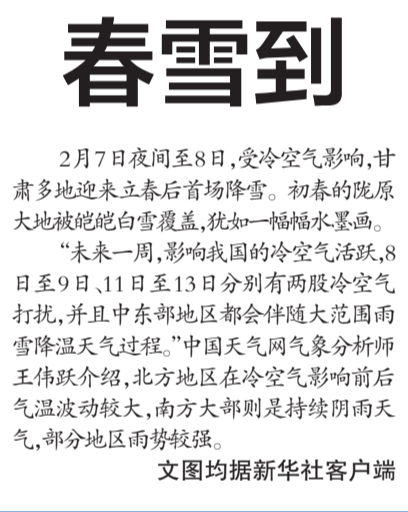 春雪到
2月7日夜间至8日,受冷空气影响,甘
肃多地迎来立春后首场降雪。初春的陇原
大地被皑皑白雪覆盖,犹如一幅幅水墨画。
“未来一周,影响我国的冷空气活跃,8
日至9日、11日至13日分别有两股冷空气
打扰,并且中东部地区都会伴随大范围雨
雪降温天气过程。”中国天气网气象分析师
王伟跃介绍,北方地区在冷空气影响前后
气温波动较大,南方大部则是持续阴雨天
气,部分地区雨势较强。
文图均据新华社客户端